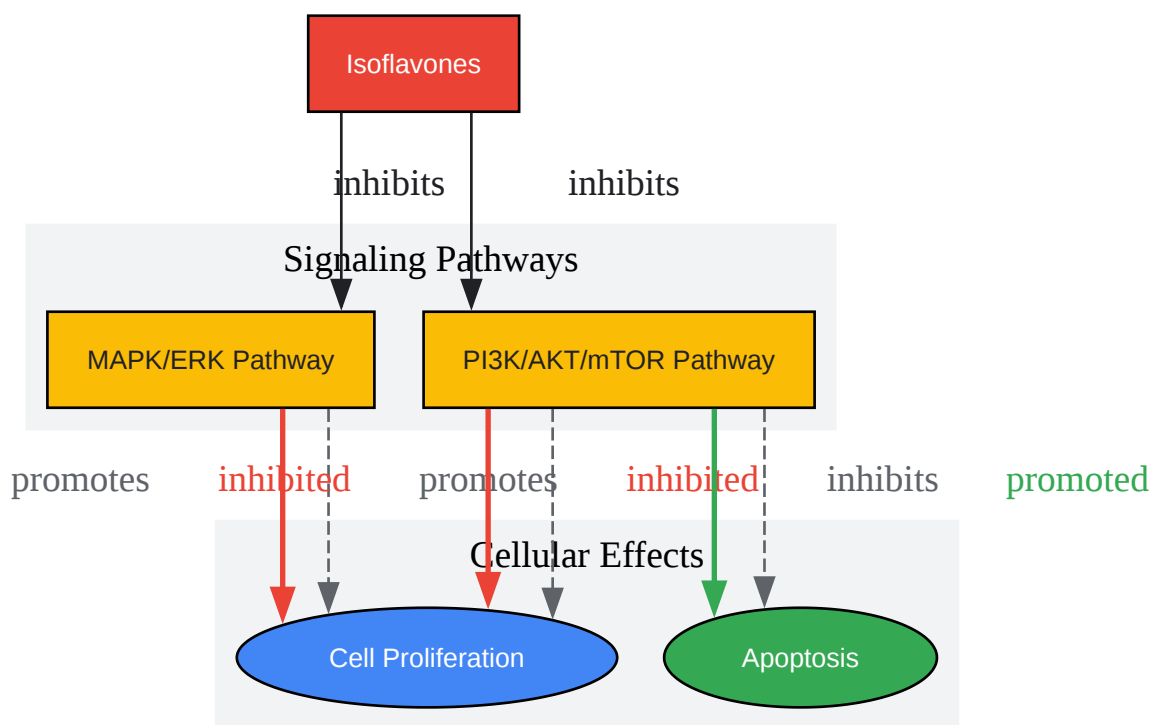 Isoflavones
inhibits inhibits
Signaling Pathways
MAPK/ERK Pathway PI3K/AKT/mTOR Pathway
promotes inhibited promotes inhibited inhibits promoted
Cellular Effects
Cell Proliferation Apoptosis